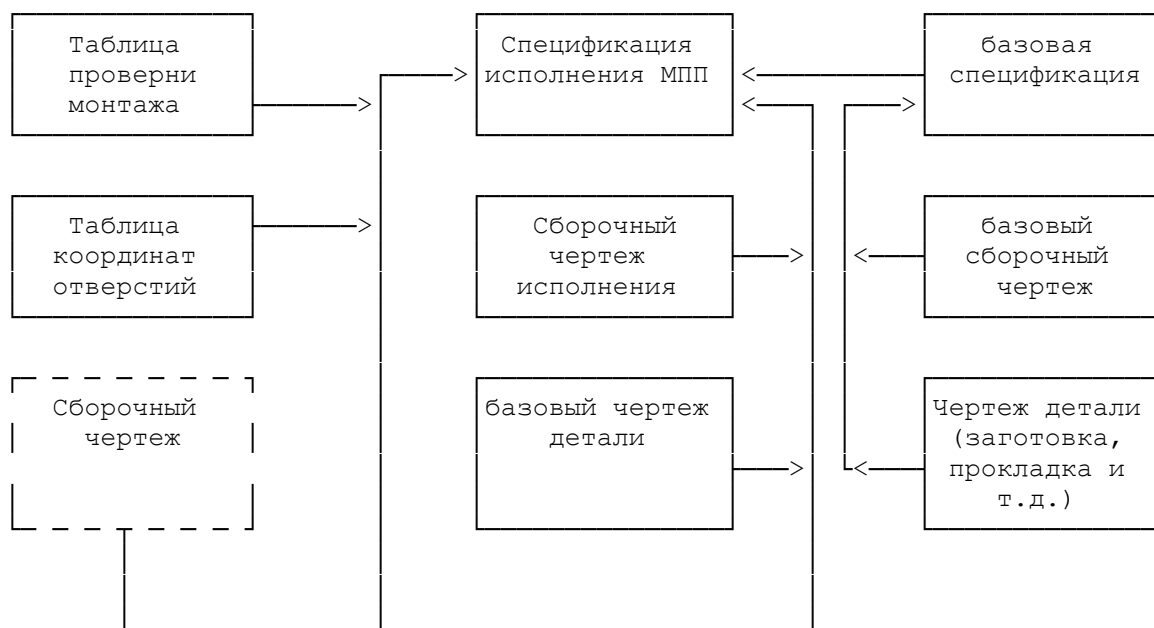 Таблица
проверни
монтажа
Спецификация
исполнения МПП
базовая
спецификация
Таблица
координат
отверстий
Сборочный
чертеж
исполнения
базовый
сборочный
чертеж
Сборочный
чертеж
базовый чертеж
детали
Чертеж детали
(заготовка,
прокладка и
т.д.)